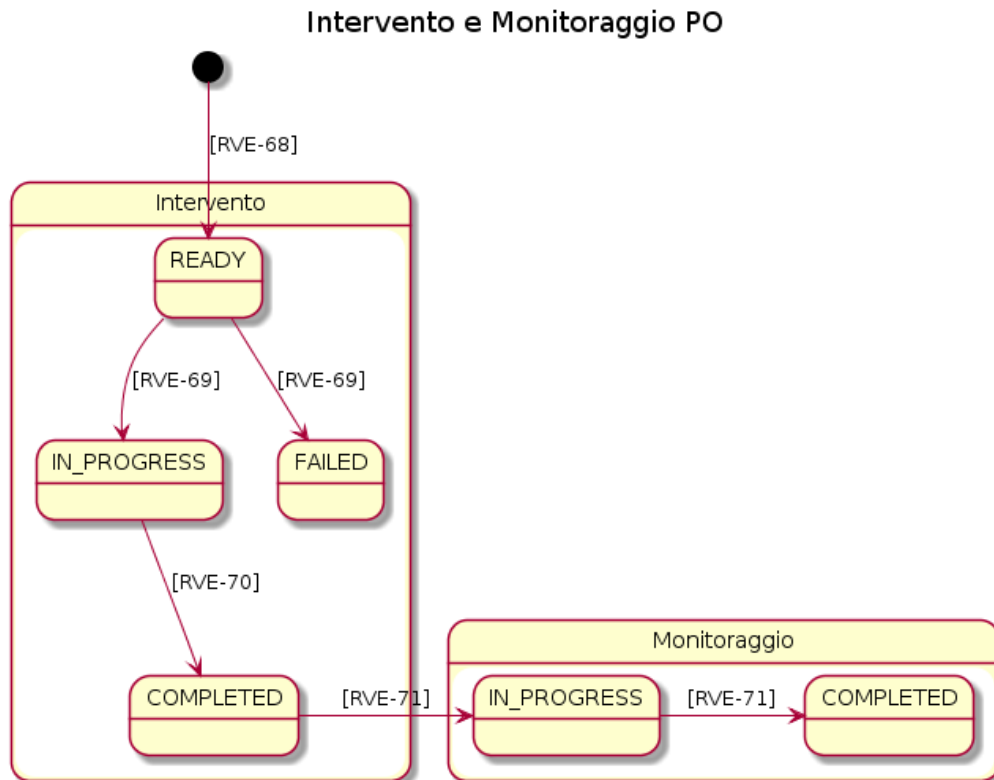 Intervento e Monitoraggio PO
[RVE-68]
Intervento
READY
[RVE-69]
[RVE-69]
IN_PROGRESS
FAILED
[RVE-70]
Monitoraggio
COMPLETED
[RVE-71]
IN_PROGRESS
[RVE-71]
COMPLETED